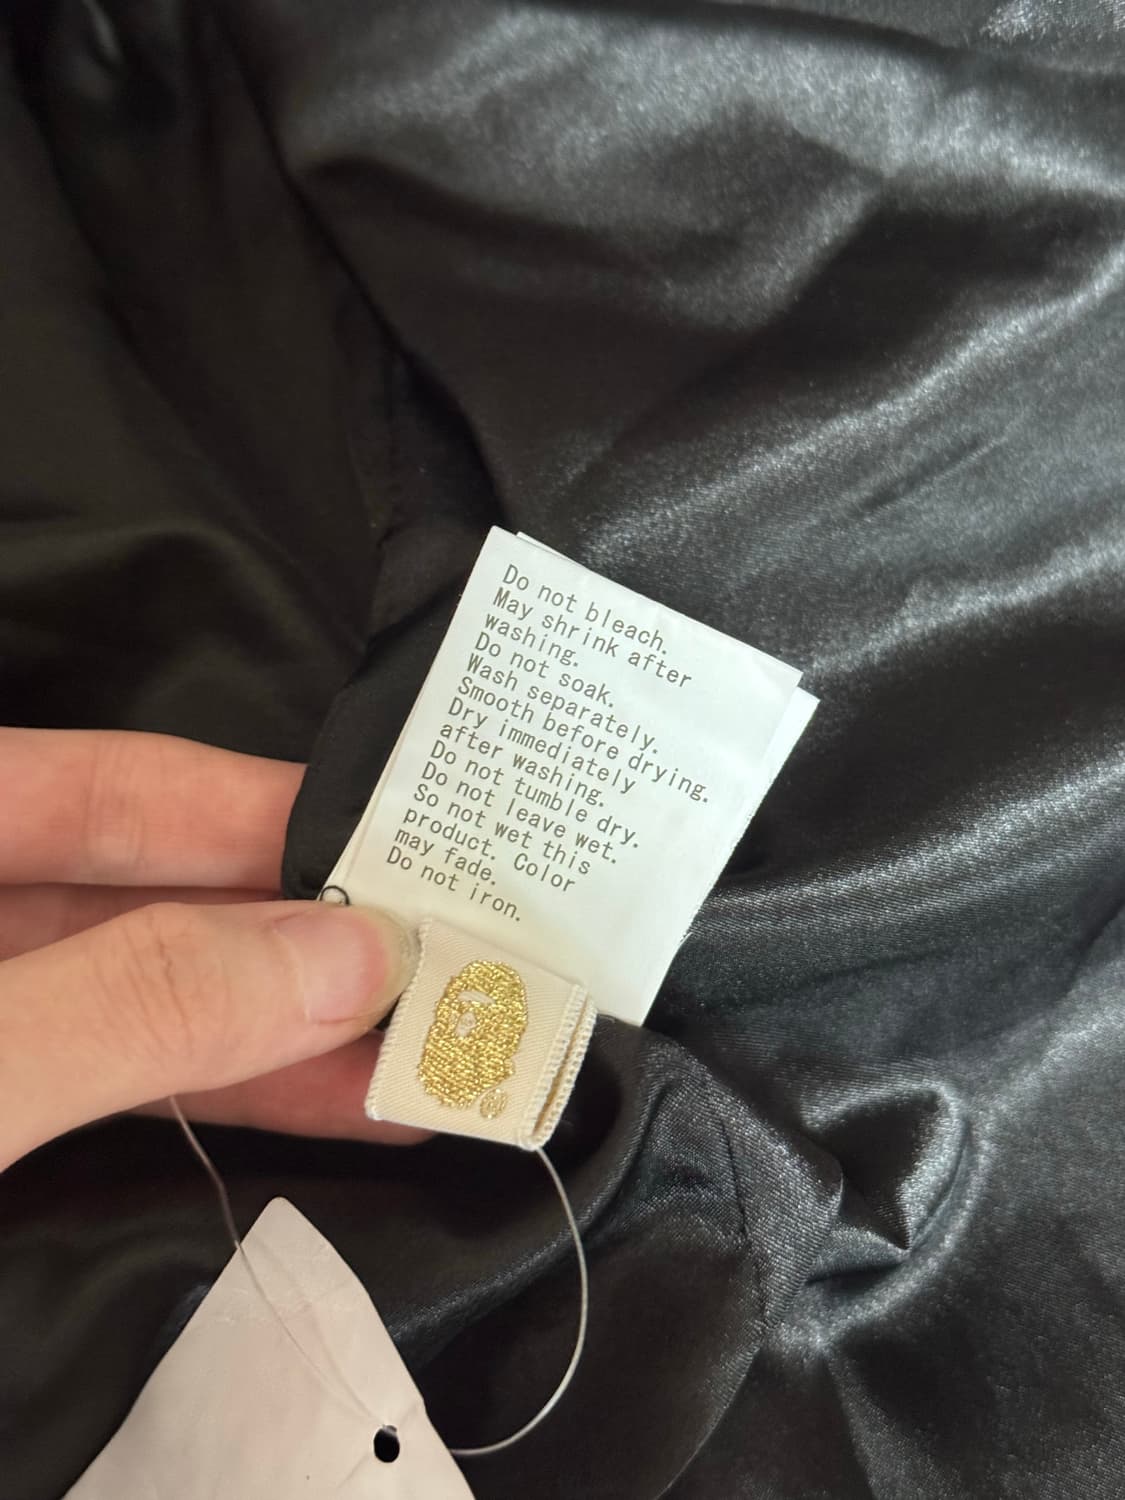 Do not bleach.
May shrink after
washing.
Do not soak.
Wash separately.
Smooth before drying.
Dry immediately
after washing.
Do not tumble dry.
Do not leave wet.
So not wet this
product. Color
may fade.
Do not iron.